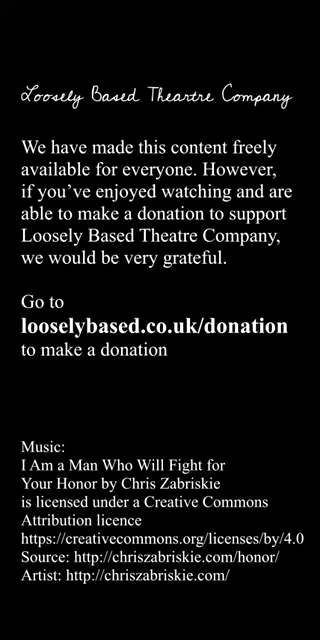 Loosely Based Theartre Company
We have made this content freely
available for everyone. However,
if you've enjoyed watching and are
able to make a donation to support
Loosely Based Theatre Company,
we would be very grateful.
Go to
looselybased.co.uk/donation
to make a donation
Music:
I Am a Man Who Will Fight for
Your Honor by Chris Zabriskie
is licensed under a Creative Commons
Attribution licence
https://creativecommons.org/licenses/by/4.0
Source: http://chriszabriskie.com/honor/
Artist: http://chriszabriskie.com/